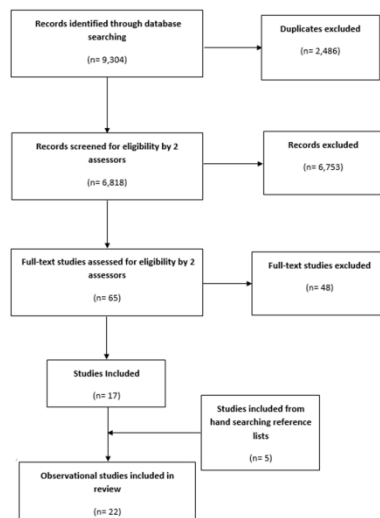 Records identified through database
searching
(n= 9,304)
Duplicates excluded
(n= 2,486)
Records screened for eligibility by 2
assessors
(n= 6,818)
Records excluded
(n= 6,753)
Full-text studies assessed for eligibility by 2
assessors
(n= 65)
Full-text studies excluded
(n= 48)
Studies Included
(n= 17)
Studies included from
hand searching reference
lists
(n= 5)
Observational studies included in
review
(n= 22)